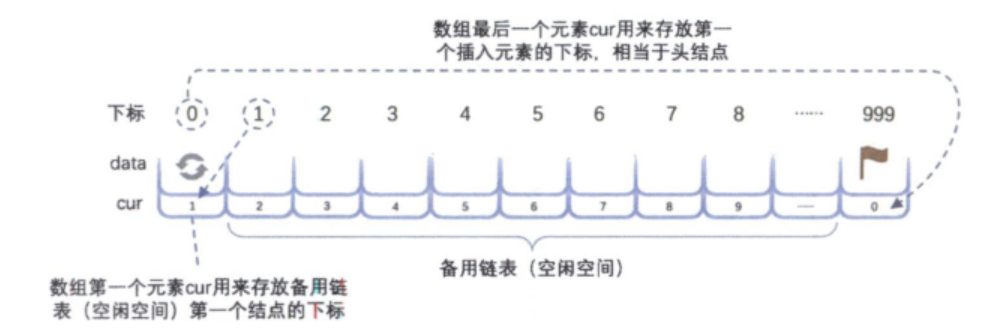 数组最后一个元素cur用来存放第一
个插入元素的下标，相当于头结点
下标 0 1 2 3 4 5 6 7 8 …… 999
data
cur 1 2 3 4 5 6 7 8 9 …… 0
备用链表（空闲空间）
数组第一个元素cur用来存放备用链
表（空闲空间）第一个结点的下标